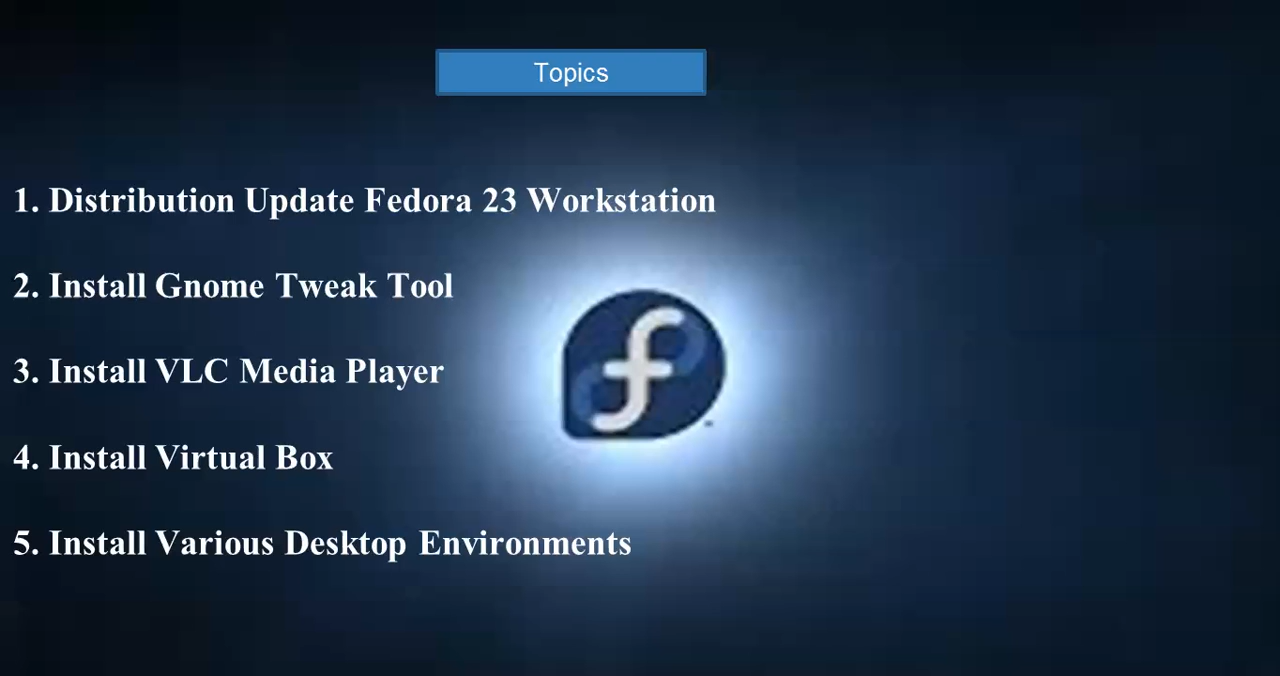 Topics
1. Distribution Update Fedora 23 Workstation
2. Install Gnome Tweak Tool
3. Install VLC Media Player
4. Install Virtual Box
5. Install Various Desktop Environments